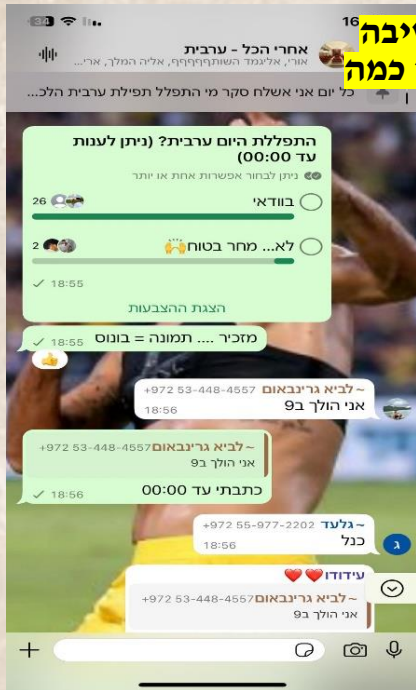 יבה
כמה
34
16
אחרי הכל - ערבית
אורי, אליגמד השותףףףףף, אליה המלך, ארי...
כל יום אני אשלח סקר מי התפלל תפילת ערבית הלכ...
התפללת היום ערבית? (ניתן לענות
עד 00:00)
ניתן לבחור אפשרות אחת או יותר
בוודאי 26
לא... מחר בטוח🙌 2
18:55
הצגת ההצבעות
מזכיר .... תמונה = בונוס 18:55
👍
~לביא גרינבאום +972 53-448-4557
אני הולך ב9
18:56
~לביא גרינבאום +972 53-448-4557
אני הולך ב9
כתבתי עד 00:00
18:56
~גלעד +972 55-977-2202
כנל
18:56
ג
עידודו❤️❤️
~לביא גרינבאום +972 53-448-4557
אני הולך ב9